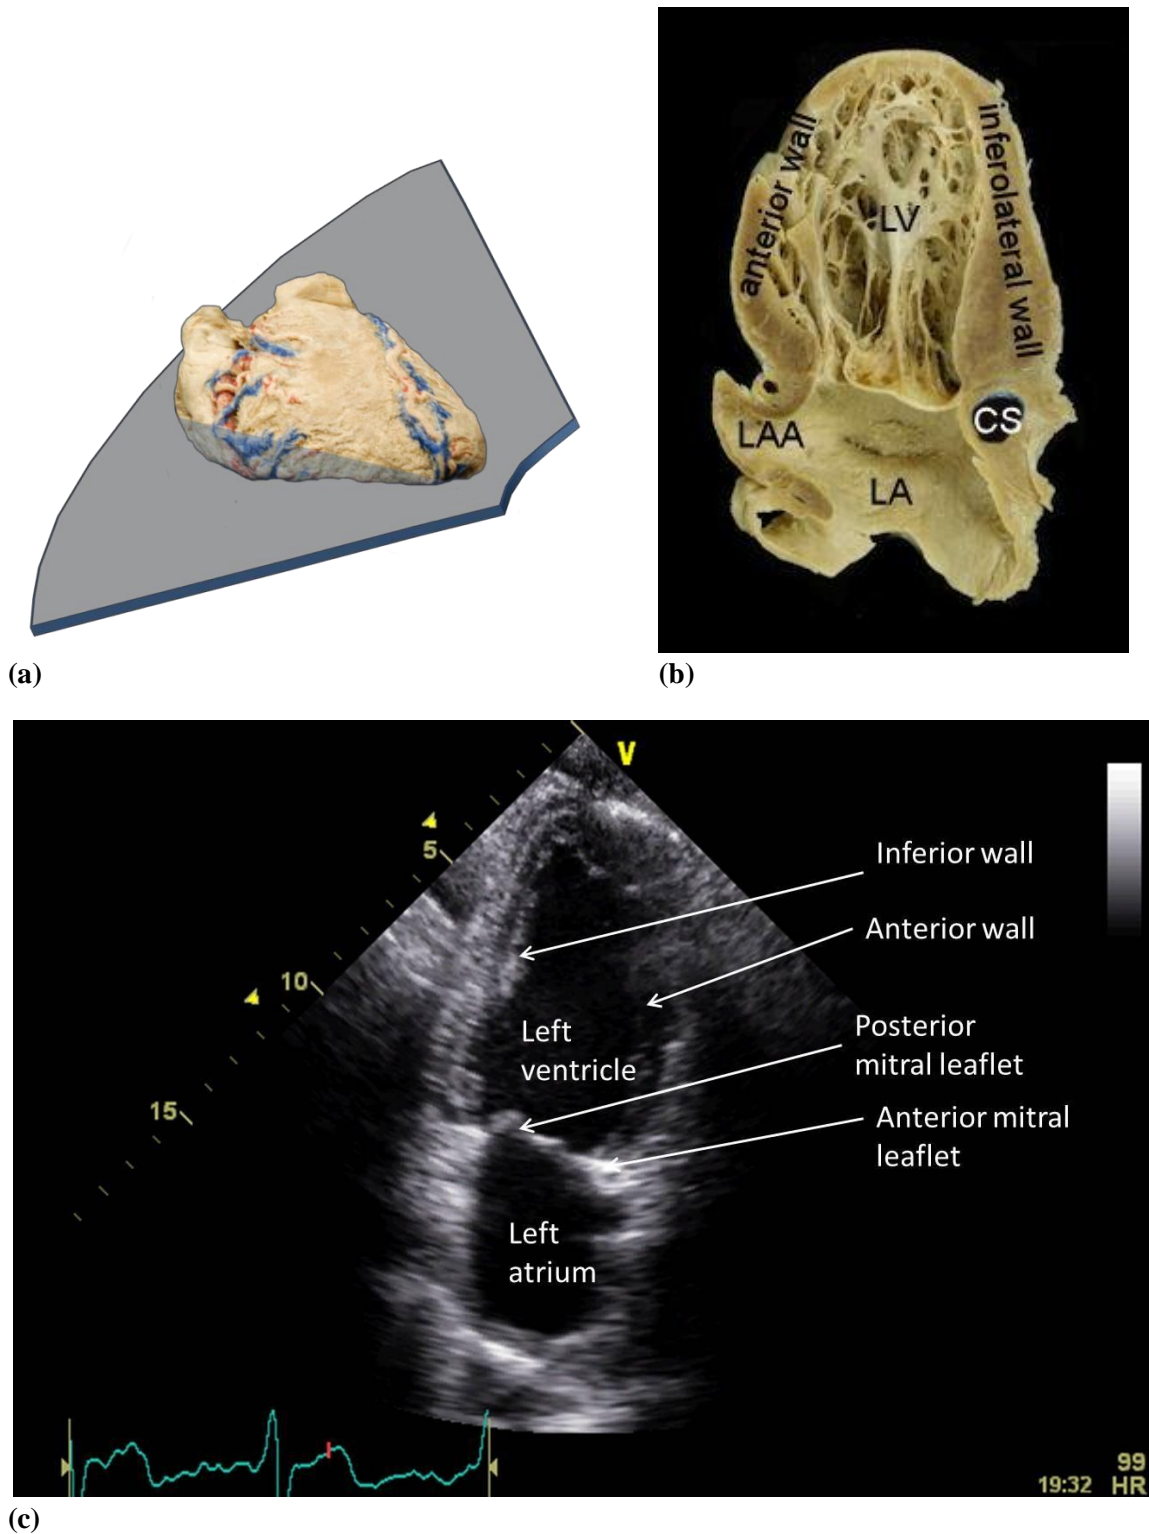 anterior wall
LV
inferolateral wall
LAA
CS
LA
(a)
(b)
V
5
10
15
Inferior wall
Anterior wall
Left
ventricle
Posterior
mitral leaflet
Anterior mitral
leaflet
Left
atrium
99
19:32 HR
(c)